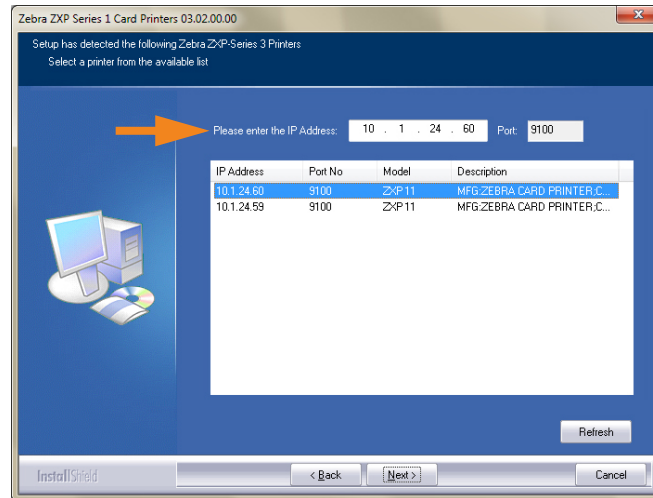 Zebra ZXP Series 1 Card Printers 03.02.00.00
Setup has detected the following Zebra ZXP-Series 3 Printers
Select a printer from the available list
Please enter the IP Address: 10 . 1 . 24 . 60 Port: 9100
IP Address Port No Model Description
10.1.24.60 9100 ZXP11 MFG:ZEBRA CARD PRINTER;C...
10.1.24.59 9100 ZXP11 MFG:ZEBRA CARD PRINTER;C...
Refresh
InstallShield < Back Next > Cancel